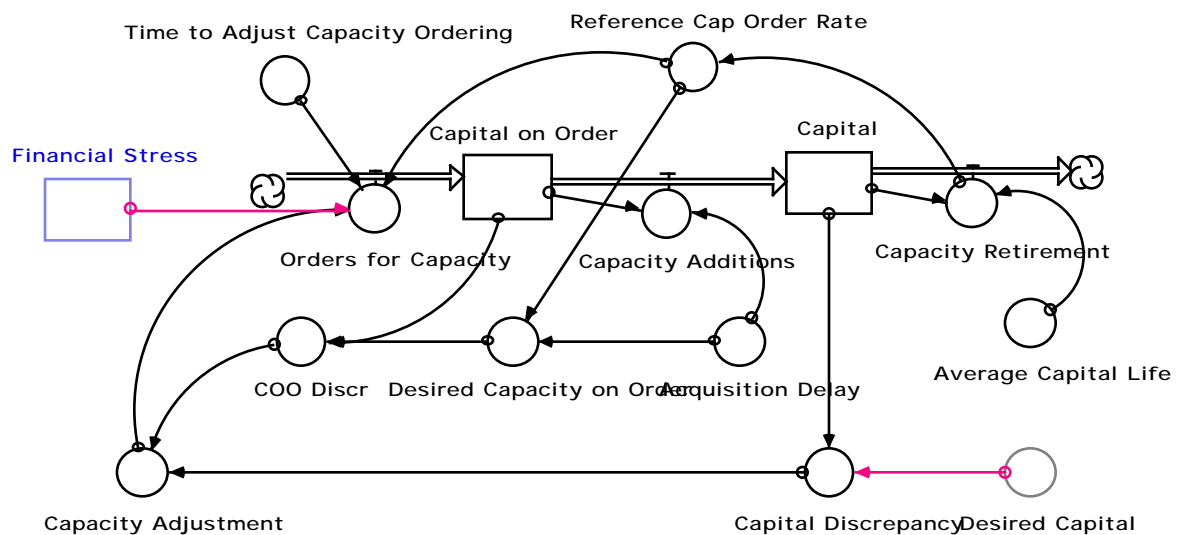 Reference Cap Order Rate
Time to Adjust Capacity Ordering
Capital on Order
Capital
Financial Stress
Orders for Capacity
Capacity Additions
Capacity Retirement
COO Discr
Desired Capacity on Order
Acquisition Delay
Average Capital Life
Capacity Adjustment
Capital Discrepancy
Desired Capital